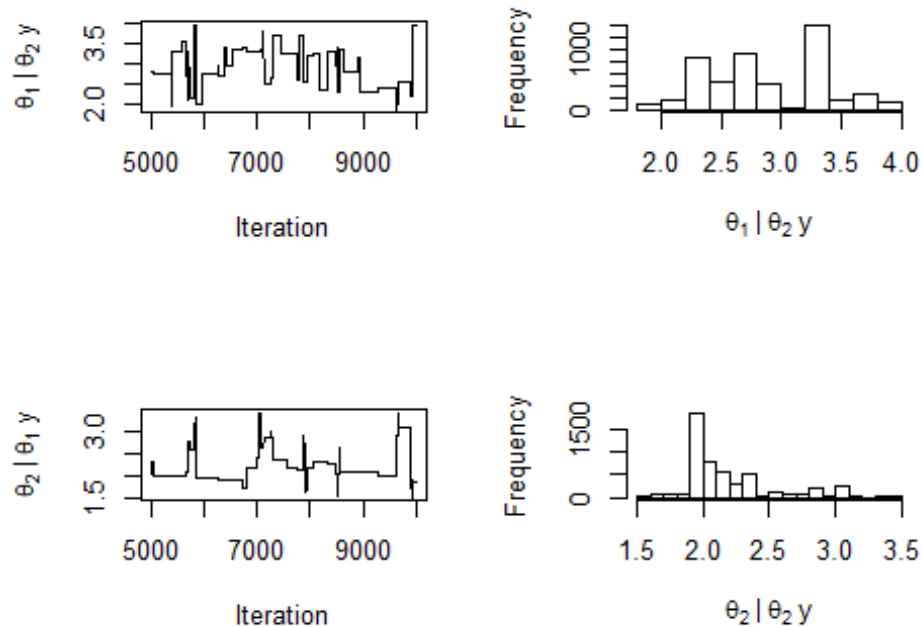 θ₁ | θ₂ y
2.0 3.5
5000 7000 9000
Iteration
Frequency
0 1000
2.0 2.5 3.0 3.5 4.0
θ₁ | θ₂ y
θ₂ | θ₁ y
1.5 3.0
5000 7000 9000
Iteration
Frequency
0 1500
1.5 2.0 2.5 3.0 3.5
θ₂ | θ₂ y